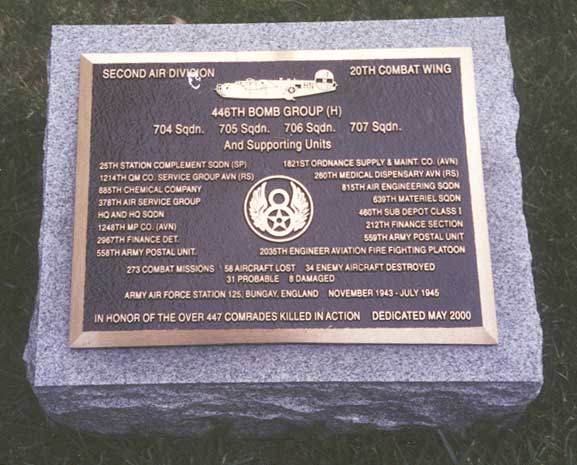 SECOND AIR DIVISION 20TH COMBAT WING
446TH BOMB GROUP (H)
704 Sqdn. 705 Sqdn. 706 Sqdn. 707 Sqdn.
And Supporting Units
25TH STATION COMPLEMENT SQDN (SP) 1821ST ORDNANCE SUPPLY & MAINT. CO. (AVN)
1214TH QM CO. SERVICE GROUP AVN (RS) 260TH MEDICAL DISPENSARY AVN (RS)
885TH CHEMICAL COMPANY 815TH AIR ENGINEERING SQDN
378TH AIR SERVICE GROUP 639TH MATERIEL SQDN
HQ AND HQ SQDN 460TH SUB DEPOT CLASS I
1248TH MP CO. (AVN) 212TH FINANCE SECTION
2967TH FINANCE DET. 559TH ARMY POSTAL UNIT
558TH ARMY POSTAL UNIT. 2035TH ENGINEER AVIATION FIRE FIGHTING PLATOON
273 COMBAT MISSIONS 58 AIRCRAFT LOST 34 ENEMY AIRCRAFT DESTROYED
31 PROBABLE 8 DAMAGED
ARMY AIR FORCE STATION 125, BUNGAY, ENGLAND NOVEMBER 1943 - JULY 1945
IN HONOR OF THE OVER 447 COMRADES KILLED IN ACTION DEDICATED MAY 2000